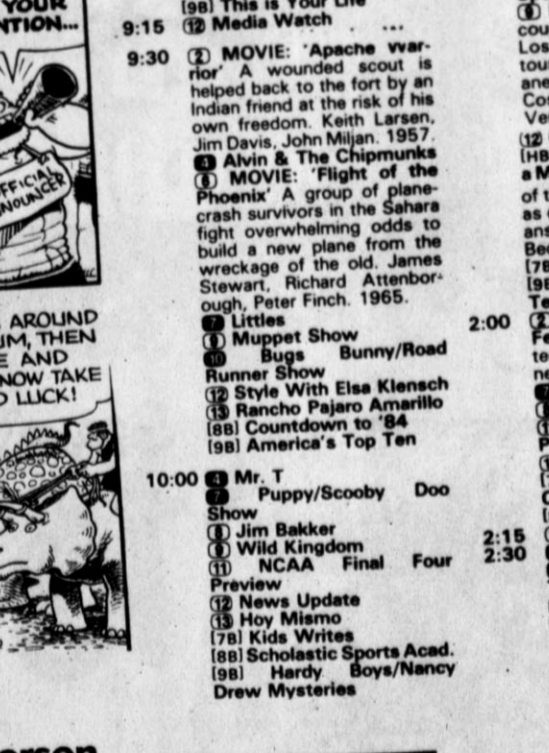 YOUR
NTION...
FFICIAL
NNOUNCER
AROUND
UM, THEN
E AND
NOW TAKE
D LUCK!
[9B] This is Your Life
9:15 (12) Media Watch
9:30 (2) MOVIE: 'Apache War-
rior' A wounded scout is
helped back to the fort by an
Indian friend at the risk of his
own freedom. Keith Larsen,
Jim Davis, John Miljan. 1957.
(4) Alvin & The Chipmunks
(6) MOVIE: 'Flight of the
Phoenix' A group of plane-
crash survivors in the Sahara
fight overwhelming odds to
build a new plane from the
wreckage of the old. James
Stewart, Richard Attenbor-
ough, Peter Finch. 1965.
(7) Littles
(9) Muppet Show
(10) Bugs Bunny/Road
Runner Show
(12) Style With Elsa Klensch
(13) Rancho Pajaro Amarillo
[8B] Countdown to '84
[9B] America's Top Ten
10:00 (4) Mr. T
(7) Puppy/Scooby Doo
Show
(8) Jim Bakker
(9) Wild Kingdom
(11) NCAA Final Four
Preview
(12) News Update
(13) Hoy Mismo
[7B] Kids Writes
[8B] Scholastic Sports Acad.
[9B] Hardy Boys/Nancy
Drew Mysteries
2:00
2:15
2:30